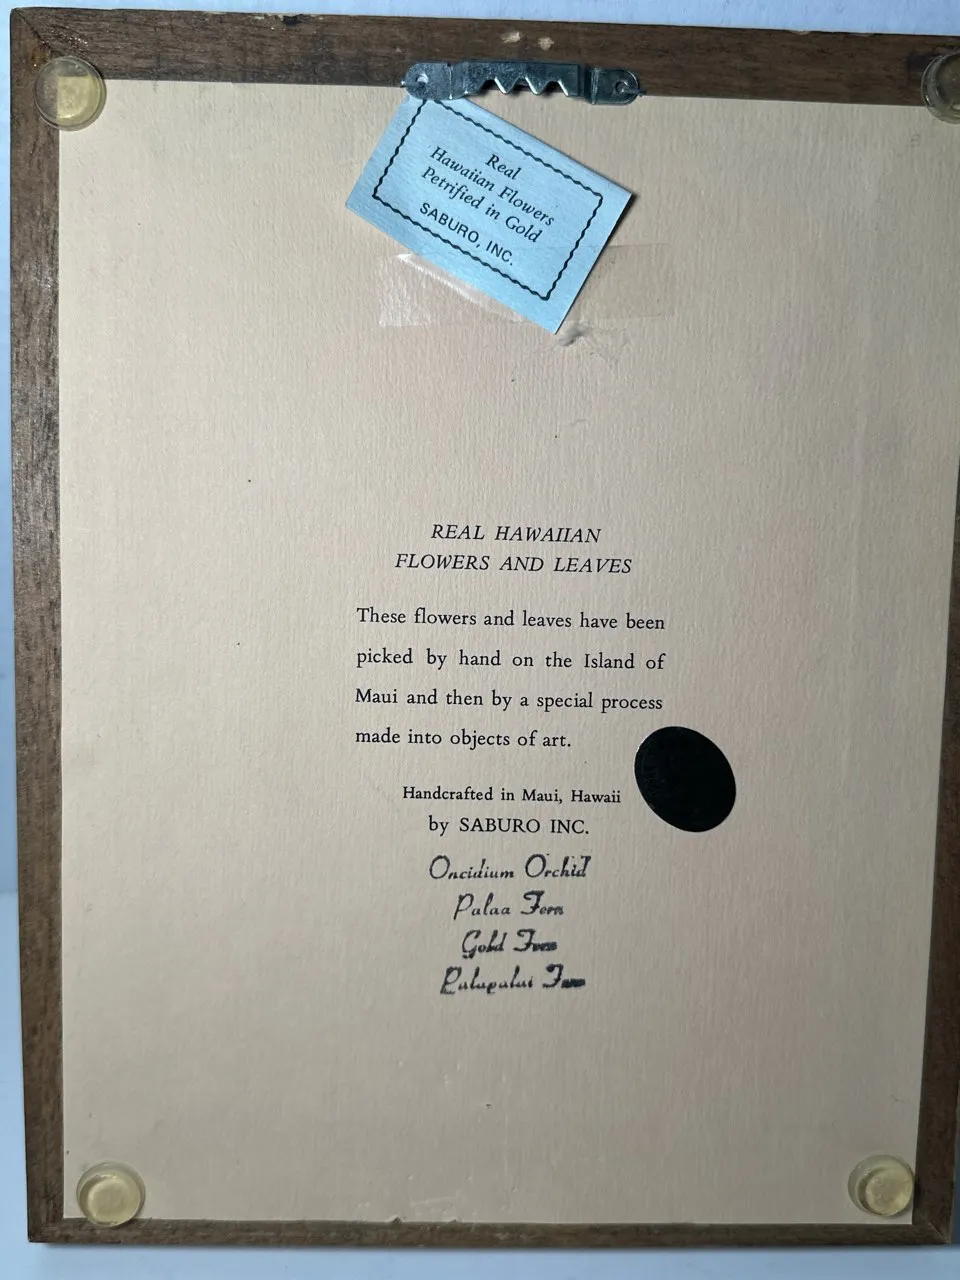 Real
Hawaiian Flowers
Petrified in Gold
SABURO, INC.
REAL HAWAIIAN
FLOWERS AND LEAVES
These flowers and leaves have been
picked by hand on the Island of
Maui and then by a special process
made into objects of art.
Handcrafted in Maui, Hawaii
by SABURO INC.
Oncidium Orchid
Palaa Fern
Gold Fern
Palapalai Fern